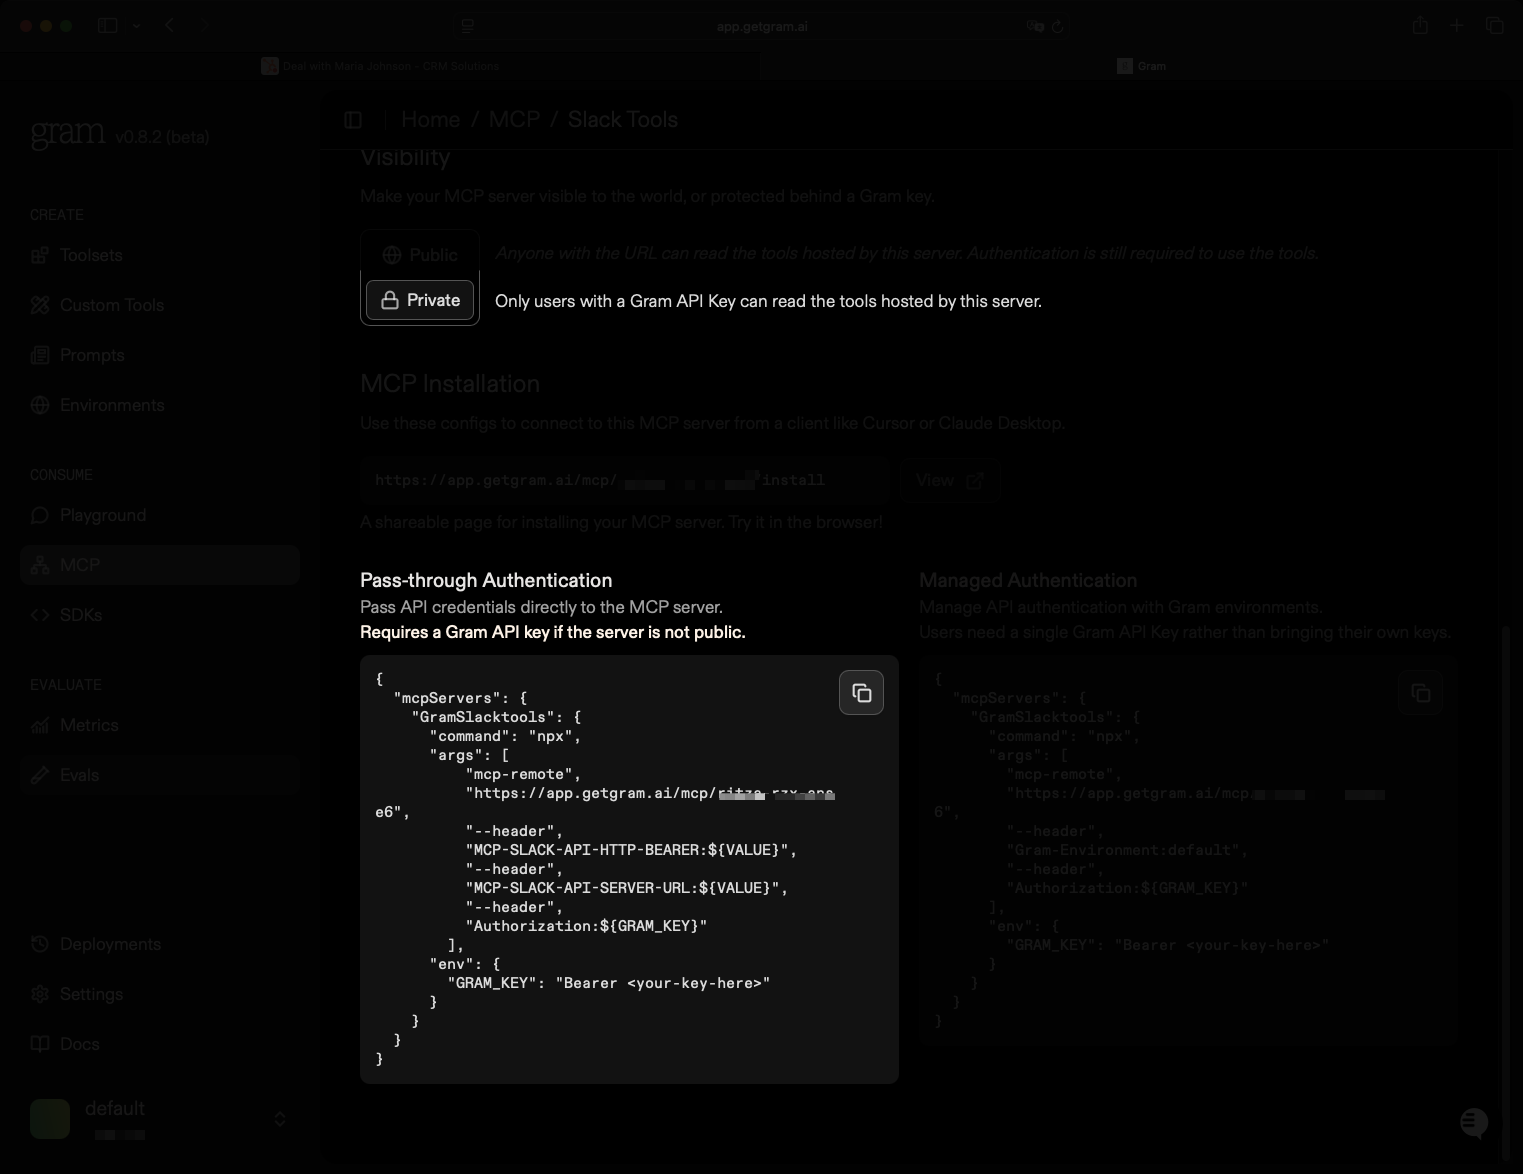 app.getgram.ai
Deal with Maria Johnson - CRM Solutions
Gram
gram v0.8.2 (beta)
Home / MCP / Slack Tools
CREATE
Toolsets
Custom Tools
Prompts
Environments
CONSUME
Playground
MCP
SDKs
EVALUATE
Metrics
Evals
Deployments
Settings
Docs
default
Visibility
Make your MCP server visible to the world, or protected behind a Gram key.
Public
Anyone with the URL can read the tools hosted by this server. Authentication is still required to use the tools.
Private
Only users with a Gram API Key can read the tools hosted by this server.
MCP Installation
Use these configs to connect to this MCP server from a client like Cursor or Claude Desktop.
https://app.getgram.ai/mcp/ install
View
A shareable page for installing your MCP server. Try it in the browser!
Pass-through Authentication
Pass API credentials directly to the MCP server.
Requires a Gram API key if the server is not public.
{
"mcpServers": {
"GramSlacktools": {
"command": "npx",
"args": [
"mcp-remote",
"https://app.getgram.ai/mcp/
e6",
"--header",
"MCP-SLACK-API-HTTP-BEARER:${VALUE}",
"--header",
"MCP-SLACK-API-SERVER-URL:${VALUE}",
"--header",
"Authorization:${GRAM_KEY}"
],
"env": {
"GRAM_KEY": "Bearer <your-key-here>"
}
}
}
}
Managed Authentication
Manage API authentication with Gram environments.
Users need a single Gram API Key rather than bringing their own keys.
{
"mcpServers": {
"GramSlacktools": {
"command": "npx",
"args": [
"mcp-remote",
"https://app.getgram.ai/mcp
6",
"--header",
"Gram-Environment:default",
"--header",
"Authorization:${GRAM_KEY}"
],
"env": {
"GRAM_KEY": "Bearer <your-key-here>"
}
}
}
}